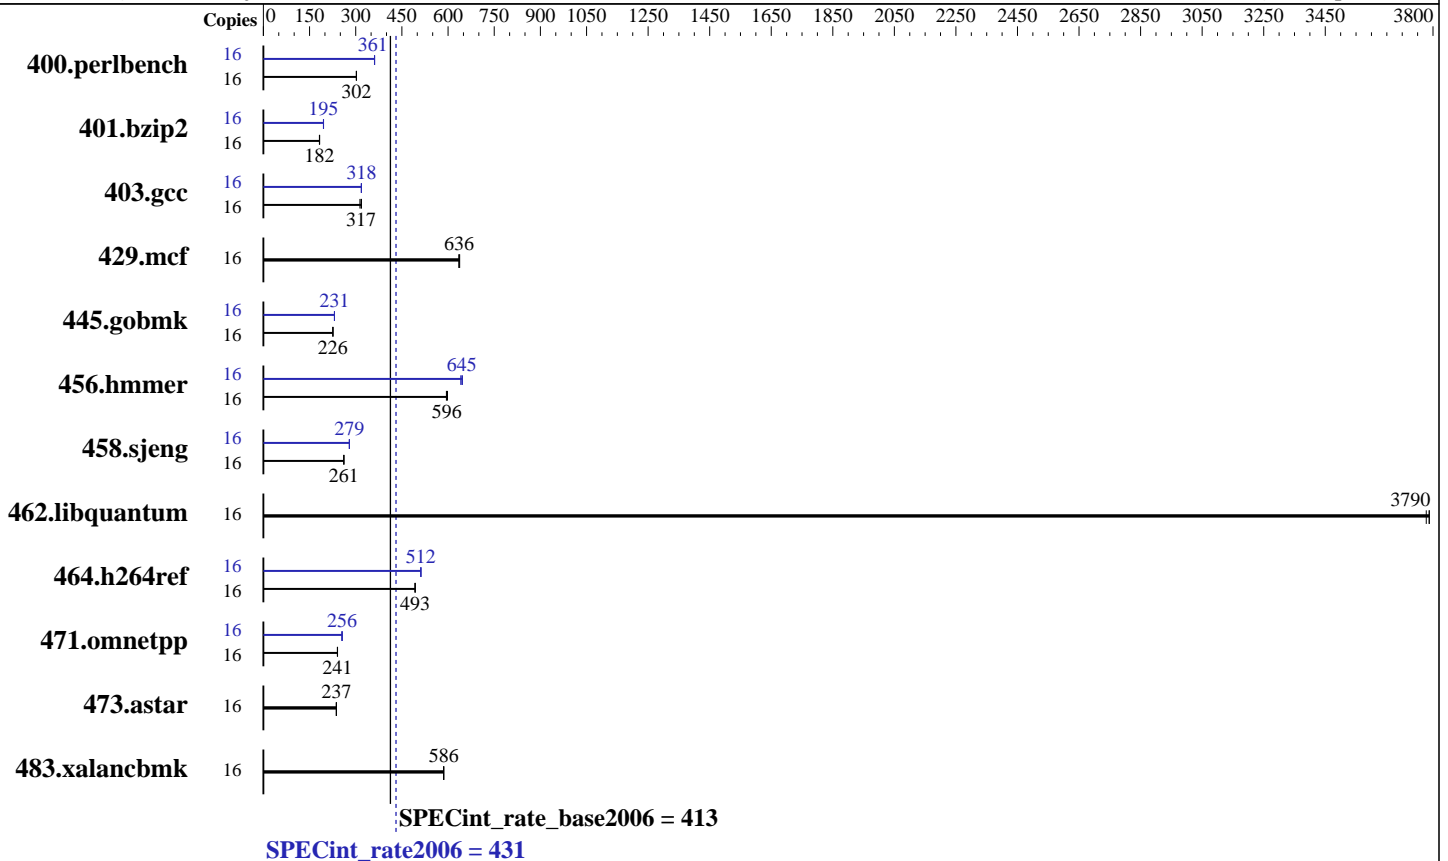 Copies 0 150 300 450 600 750 900 1050 1250 1450 1650 1850 2050 2250 2450 2650 2850 3050 3250 3450 3800
400.perlbench 16 361
16 302
401.bzip2 16 195
16 182
403.gcc 16 318
16 317
429.mcf 16 636
445.gobmk 16 231
16 226
456.hmmer 16 645
16 596
458.sjeng 16 279
16 261
462.libquantum 16 3790
464.h264ref 16 512
16 493
471.omnetpp 16 256
16 241
473.astar 16 237
483.xalancbmk 16 586
SPECint_rate_base2006 = 413
SPECint_rate2006 = 431